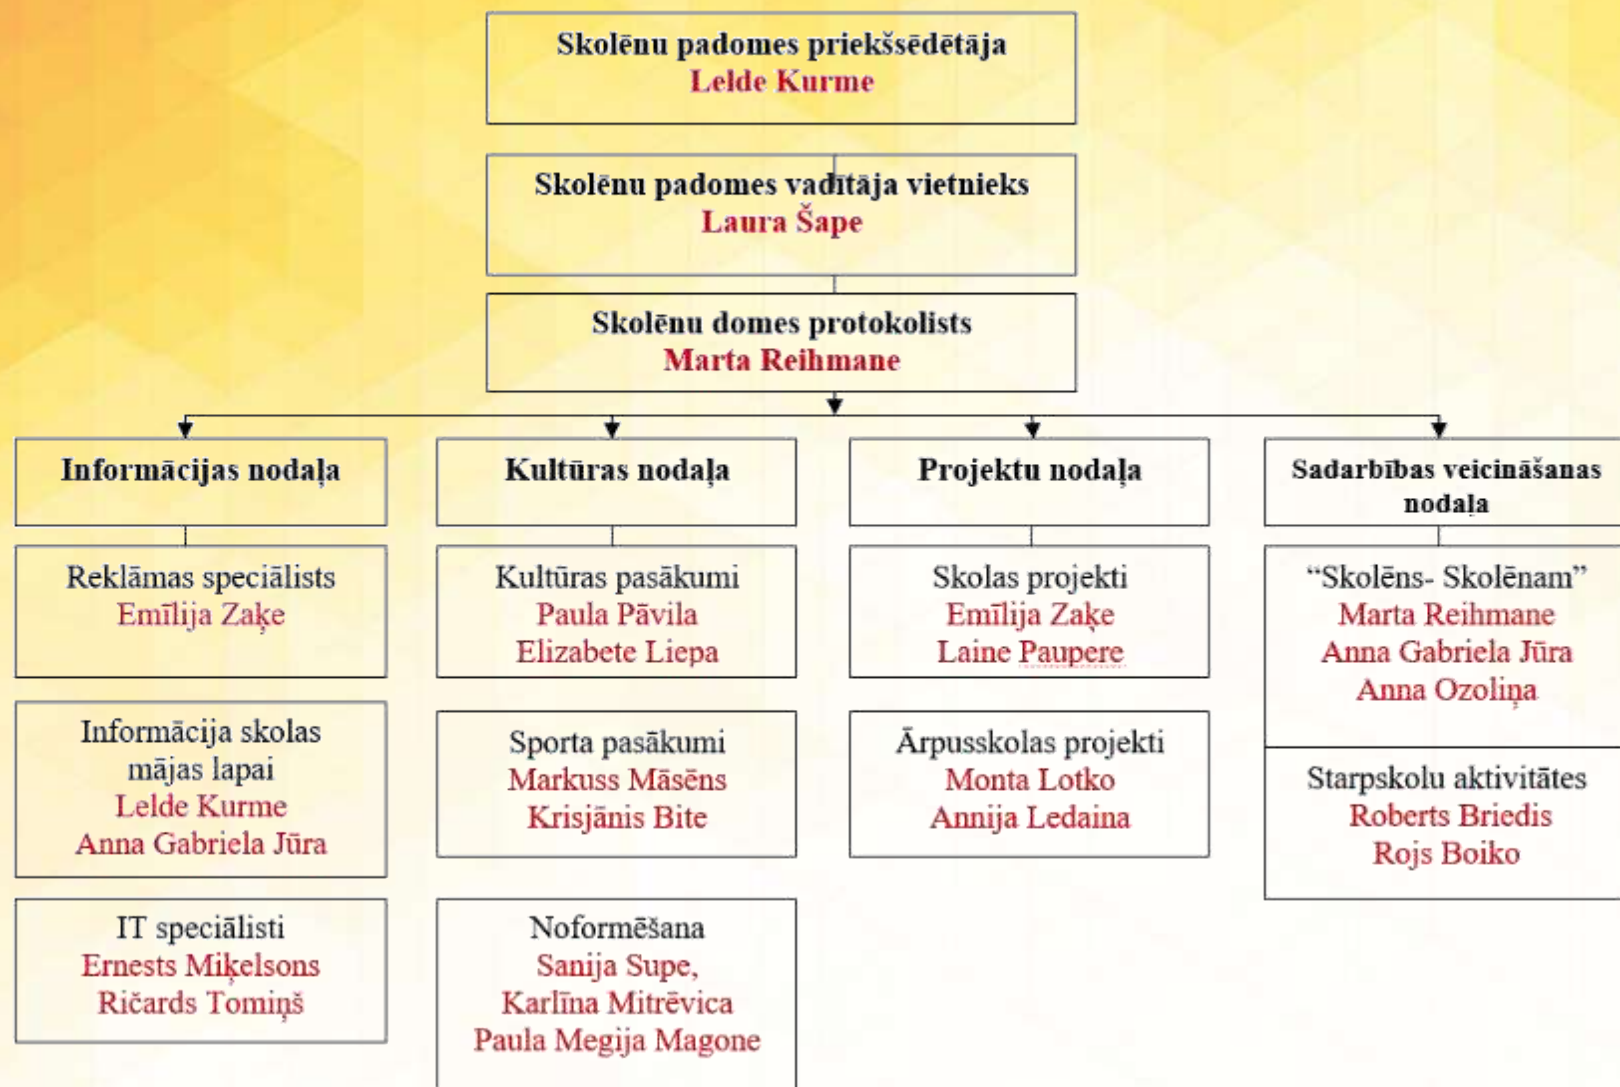 Skolēnu padomes priekšsēdētāja
Lelde Kurme
Skolēnu padomes vadītāja vietnieks
Laura Šape
Skolēnu domes protokolists
Marta Reihmane
Informācijas nodaļa
Reklāmas speciālists
Emīlija Zaķe
Informācija skolas
mājas lapai
Lelde Kurme
Anna Gabriela Jūra
IT speciālisti
Ernests Miķelsons
Ričards Tomiņš
Kultūras nodaļa
Kultūras pasākumi
Paula Pāvila
Elizabete Liepa
Sporta pasākumi
Markuss Māsēns
Krisjānis Bite
Noformēšana
Sanija Supe,
Karlīna Mitrēvica
Paula Megija Magone
Projektu nodaļa
Skolas projekti
Emīlija Zaķe
Laine Paupere
Ārpusskolas projekti
Monta Lotko
Annija Ledaina
Sadarbības veicināšanas
nodaļa
“Skolēns- Skolēnam”
Marta Reihmane
Anna Gabriela Jūra
Anna Ozoliņa
Starpskolu aktivitātes
Roberts Briedis
Rojs Boiko